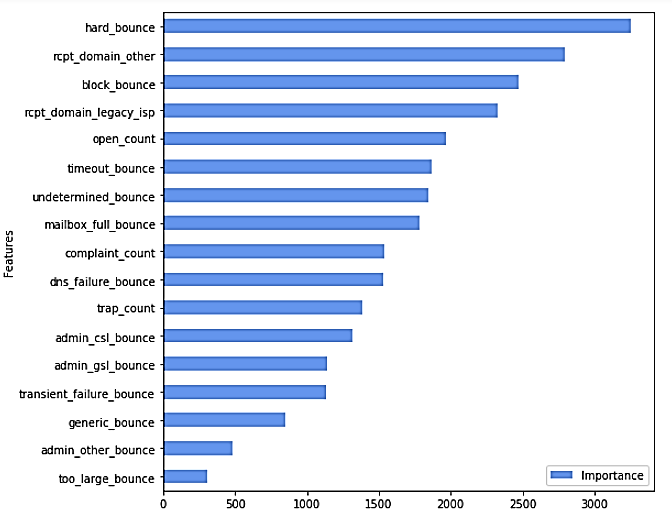 hard_bounce
rcpt_domain_other
block_bounce
rcpt_domain_legacy_isp
open_count
timeout_bounce
undetermined_bounce
mailbox_full_bounce
complaint_count
dns_failure_bounce
trap_count
admin_csl_bounce
admin_gsl_bounce
transient_failure_bounce
generic_bounce
admin_other_bounce
too_large_bounce
Features
Importance
0 500 1000 1500 2000 2500 3000